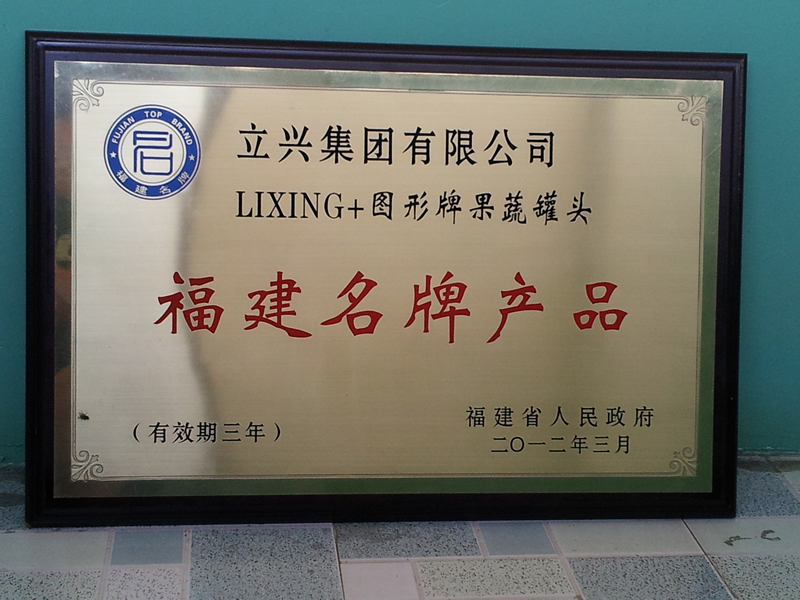 FUJIAN TOP BRAND
福建名牌
立兴集团有限公司
LIXING+图形牌果蔬罐头
福建名牌产品
（有效期三年）
福建省人民政府
二〇一二年三月